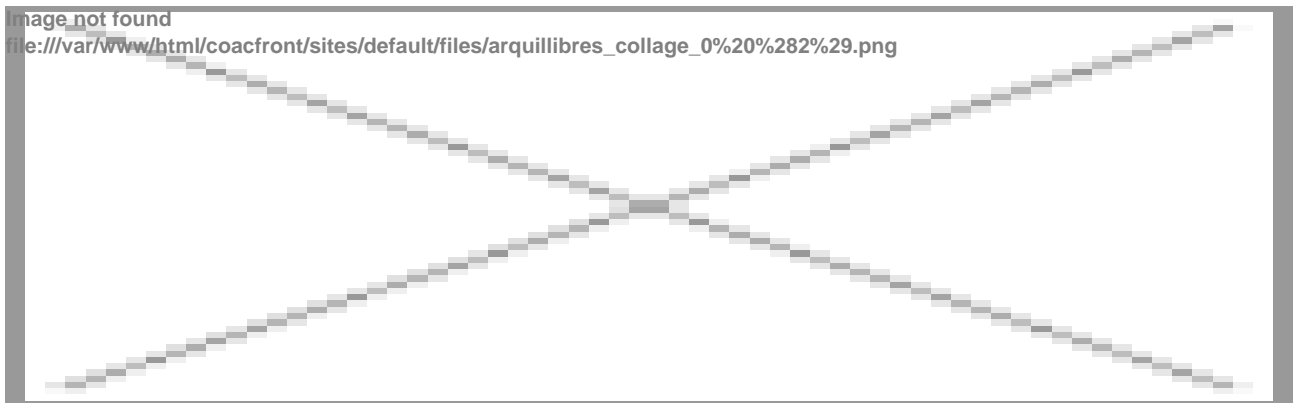 Image not found
file:///var/www/html/coacfront/sites/default/files/arquillibres_collage_0%20%282%29.png